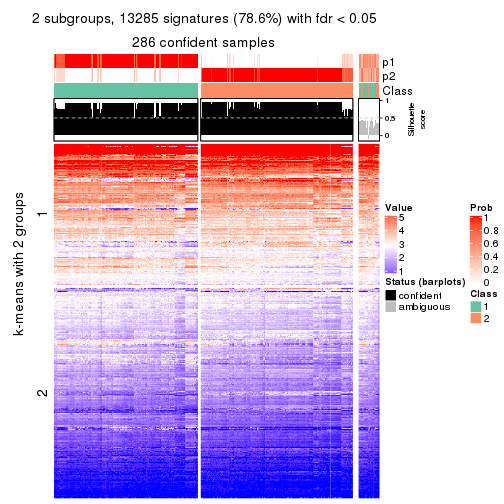 2 subgroups, 13285 signatures (78.6%) with fdr < 0.05
286 confident samples
p1
p2
Class
1
0.5
0
Silhouette
score
k-means with 2 groups
1
2
Value
5
4
3
2
1
Prob
1
0.8
0.6
0.4
0.2
0
Status (barplots)
confident
ambiguous
Class
1
2